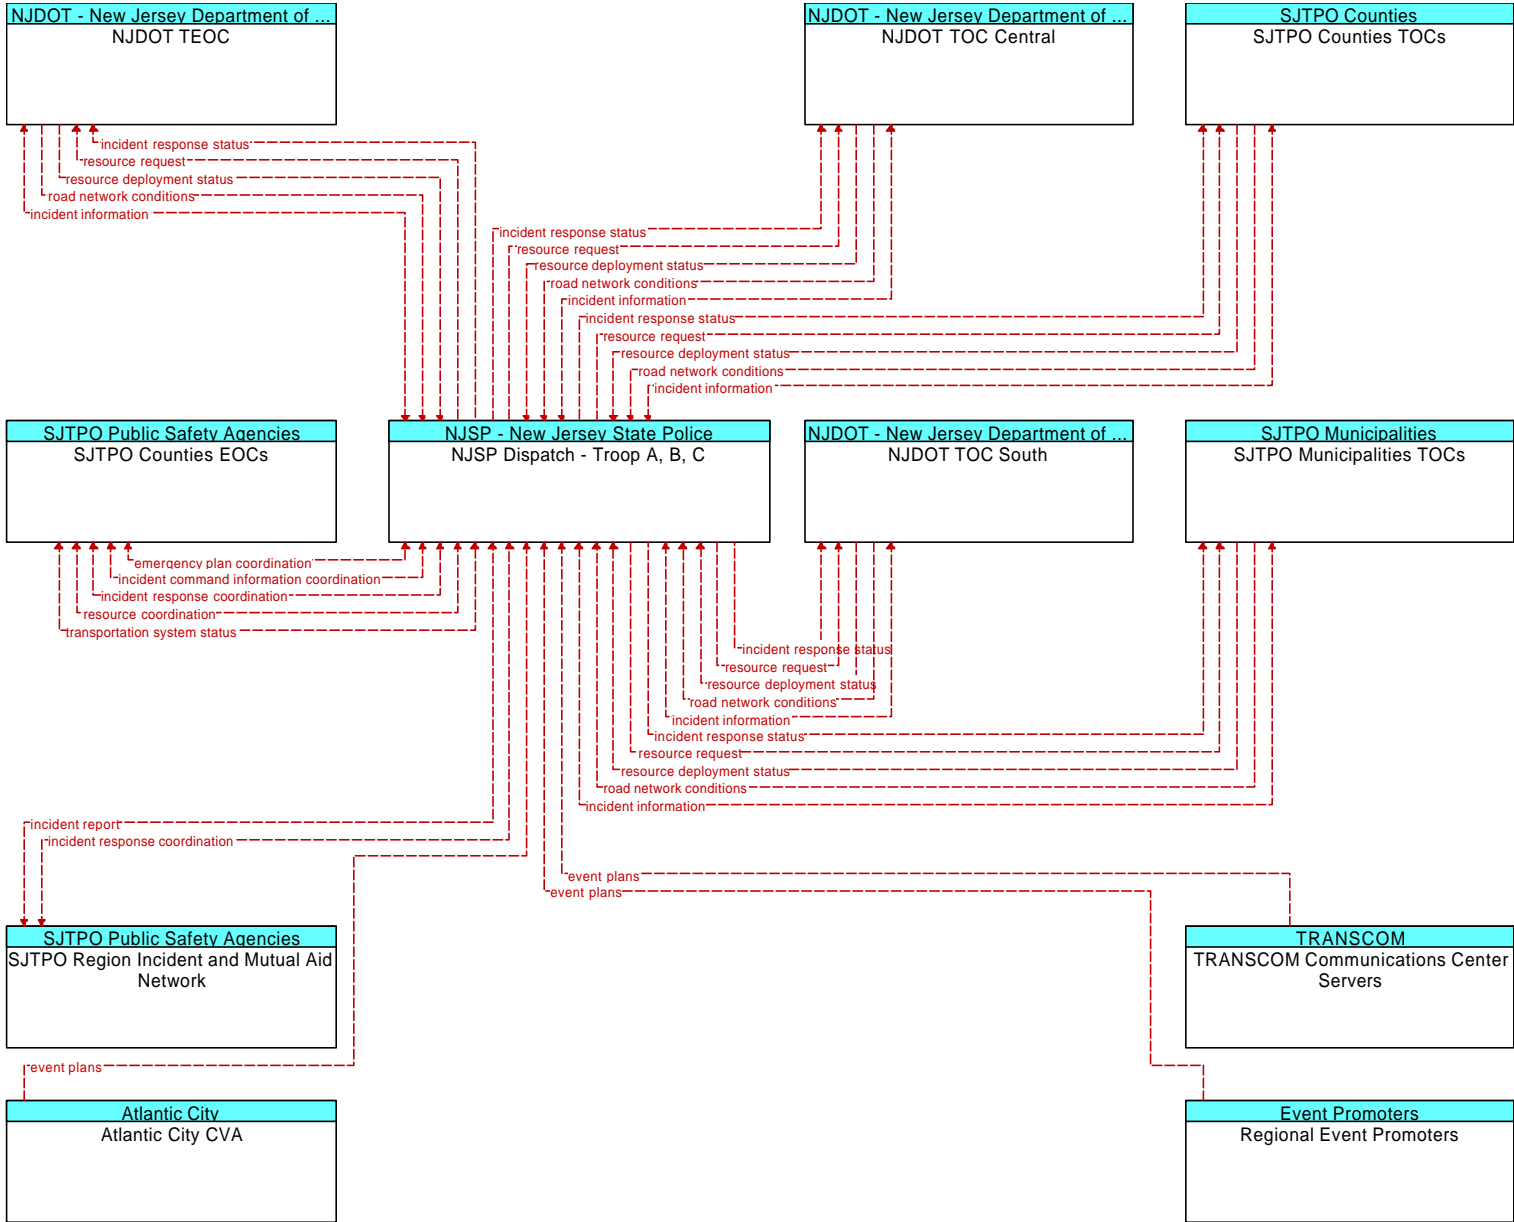 NJDOT - New Jersey Department of ...
NJDOT TEOC
NJDOT - New Jersey Department of ...
NJDOT TOC Central
SJTPO Counties
SJTPO Counties TOCs
incident response status
resource request
resource deployment status
road network conditions
incident information
incident response status
resource request
resource deployment status
road network conditions
incident information
incident response status
resource request
resource deployment status
road network conditions
incident information
SJTPO Public Safety Agencies
SJTPO Counties EOCs
NJSP - New Jersey State Police
NJSP Dispatch - Troop A, B, C
NJDOT - New Jersey Department of ...
NJDOT TOC South
SJTPO Municipalities
SJTPO Municipalities TOCs
emergency plan coordination
incident command information coordination
incident response coordination
resource coordination
transportation system status
incident response status
resource request
resource deployment status
road network conditions
incident information
incident response status
resource request
resource deployment status
road network conditions
incident information
incident report
incident response coordination
event plans
event plans
SJTPO Public Safety Agencies
SJTPO Region Incident and Mutual Aid
Network
TRANSCOM
TRANSCOM Communications Center
Servers
event plans
Atlantic City
Atlantic City CVA
Event Promoters
Regional Event Promoters